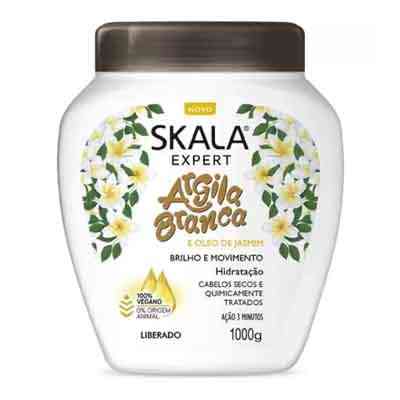 NOVO
SKALA®
EXPERT
Argila
Branca
E ÓLEO DE JASMIM
BRILHO E MOVIMENTO
Hidratação
CABELOS SECOS E
QUIMICAMENTE
TRATADOS
AÇÃO 3 MINUTOS
100%
VEGANO
0% ORIGEM
ANIMAL
LIBERADO
1000g